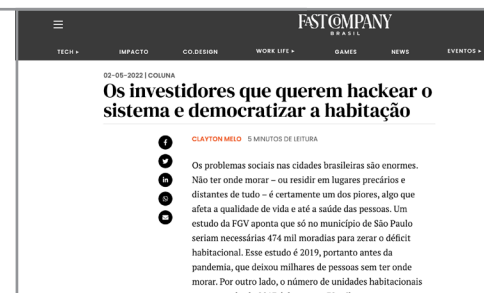 FAST COMPANY
BRASIL
TECH ▸ IMPACTO CO.DESIGN WORK LIFE ▸ GAMES NEWS EVENTOS ▸
02-05-2022 | COLUNA
Os investidores que querem hackear o
sistema e democratizar a habitação
CLAYTON MELO 5 MINUTOS DE LEITURA
Os problemas sociais nas cidades brasileiras são enormes.
Não ter onde morar – ou residir em lugares precários e
distantes de tudo – é certamente um dos piores, algo que
afeta a qualidade de vida e até a saúde das pessoas. Um
estudo da FGV aponta que só no município de São Paulo
seriam necessárias 474 mil moradias para zerar o déficit
habitacional. Esse estudo é 2019, portanto antes da
pandemia, que deixou milhares de pessoas sem ter onde
morar. Por outro lado, o número de unidades habitacionais